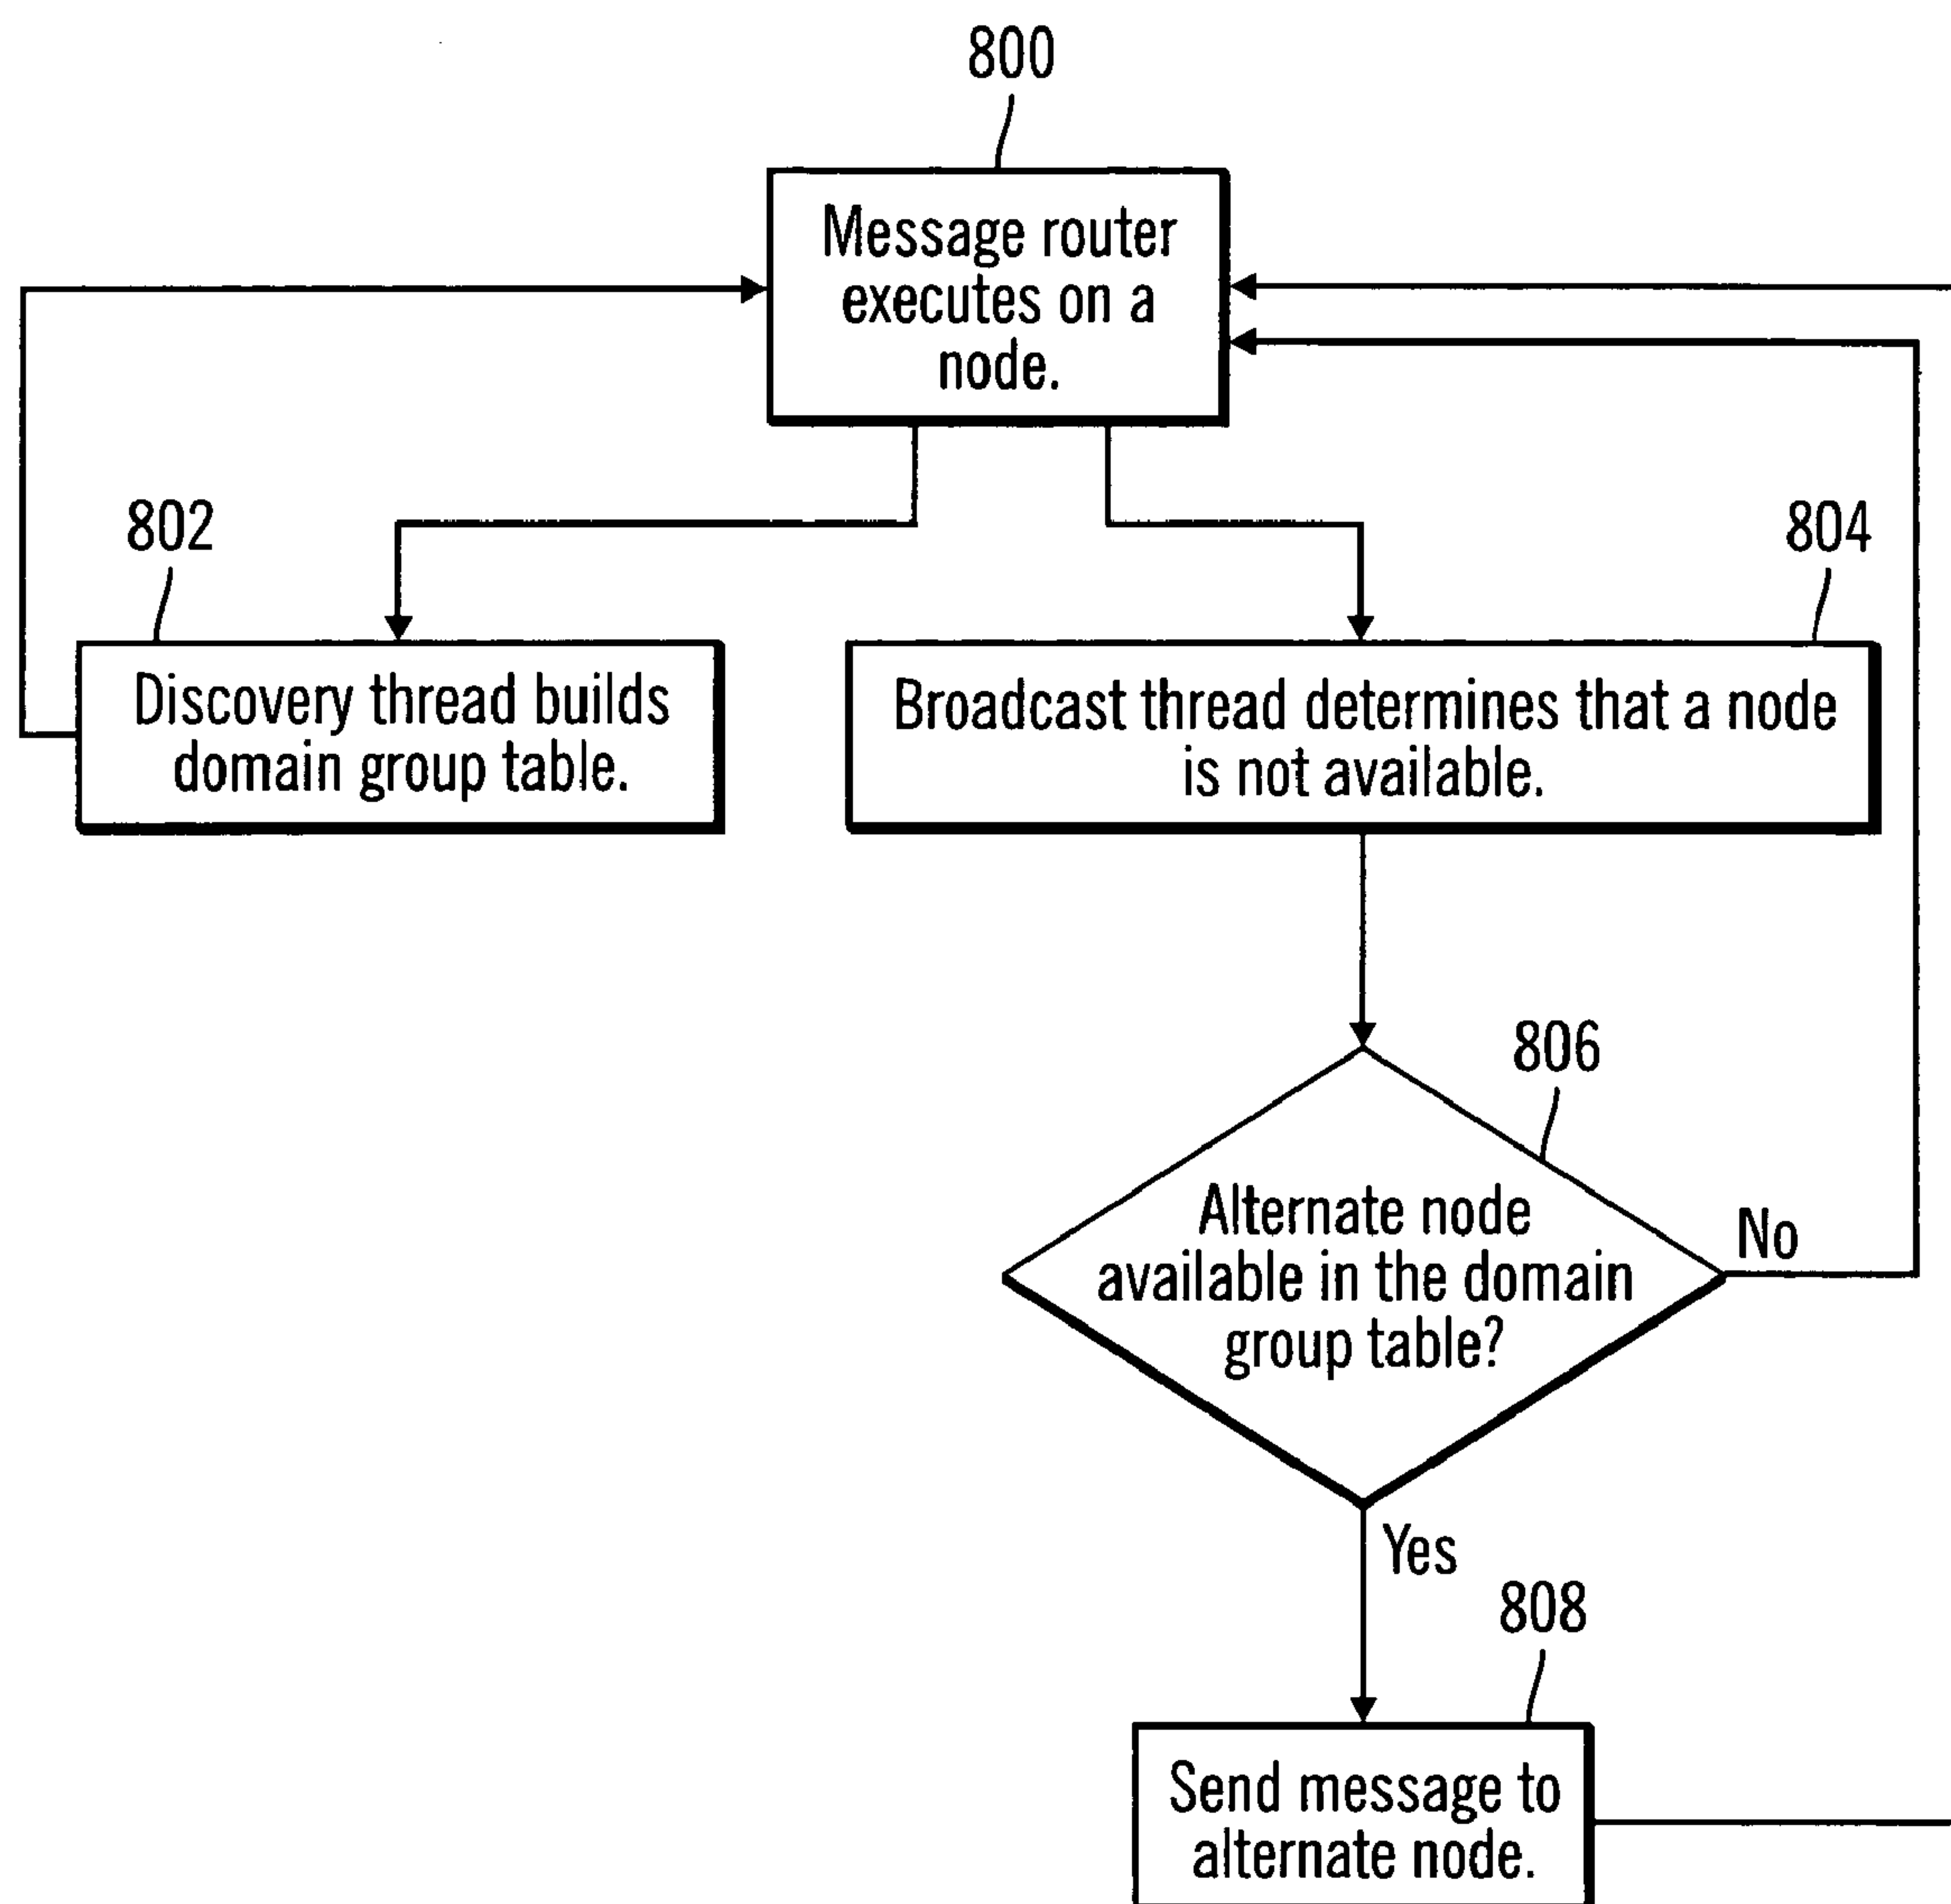 800
Message router
executes on a
node.
802
804
Discovery thread builds
domain group table.
Broadcast thread determines that a node
is not available.
806
Alternate node
available in the domain
group table?
No
Yes
808
Send message to
alternate node.